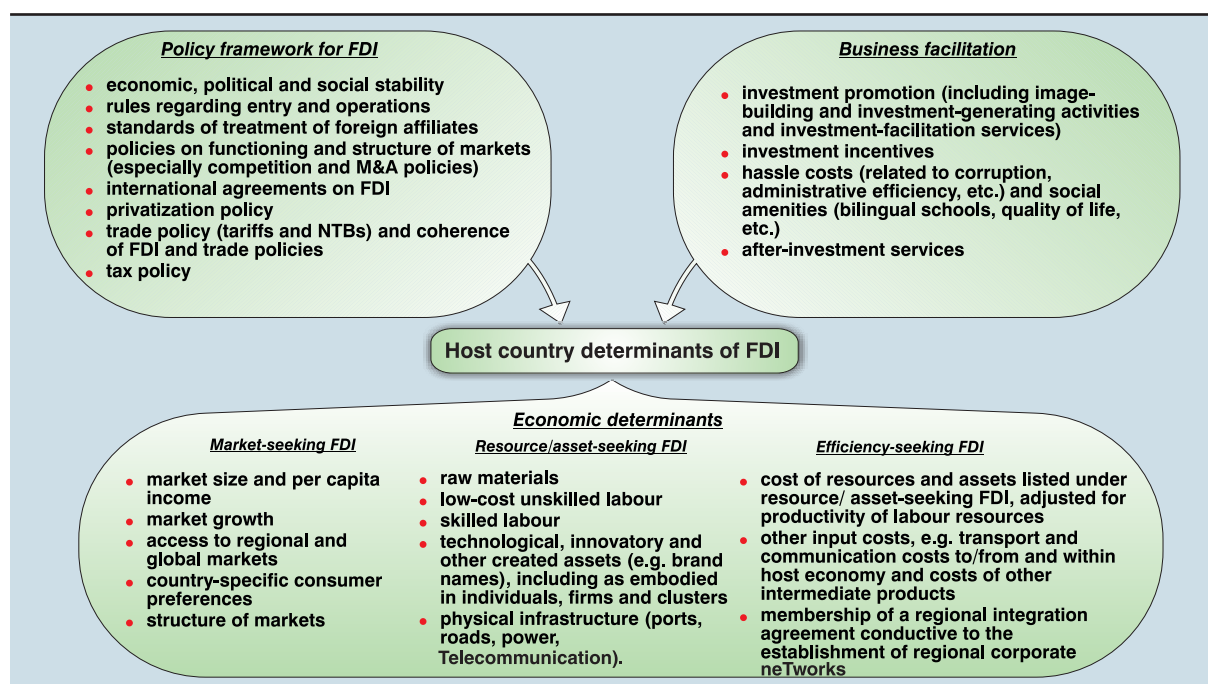 Policy framework for FDI
• economic, political and social stability
• rules regarding entry and operations
• standards of treatment of foreign affiliates
• policies on functioning and structure of markets
(especially competition and M&A policies)
• international agreements on FDI
• privatization policy
• trade policy (tariffs and NTBs) and coherence
of FDI and trade policies
• tax policy
Business facilitation
• investment promotion (including image-
building and investment-generating activities
and investment-facilitation services)
• investment incentives
• hassle costs (related to corruption,
administrative efficiency, etc.) and social
amenities (bilingual schools, quality of life,
etc.)
• after-investment services
Host country determinants of FDI
Economic determinants
Market-seeking FDI
• market size and per capita
income
• market growth
• access to regional and
global markets
• country-specific consumer
preferences
• structure of markets
Resource/asset-seeking FDI
• raw materials
• low-cost unskilled labour
• skilled labour
• technological, innovatory and
other created assets (e.g. brand
names), including as embodied
in individuals, firms and clusters
• physical infrastructure (ports,
roads, power,
Telecommunication).
Efficiency-seeking FDI
• cost of resources and assets listed under
resource/ asset-seeking FDI, adjusted for
productivity of labour resources
• other input costs, e.g. transport and
communication costs to/from and within
host economy and costs of other
intermediate products
• membership of a regional integration
agreement conductive to the
establishment of regional corporate
neTworks